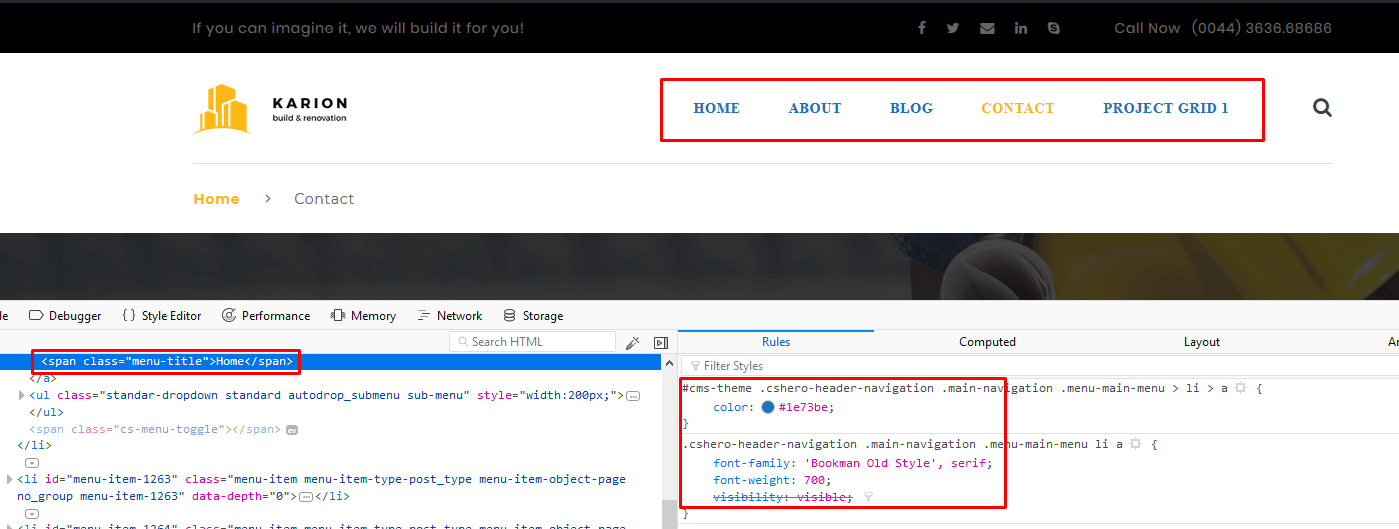 If you can imagine it, we will build it for you!
Call Now (0044) 3636.68686
KARION
build & renovation
HOME ABOUT BLOG CONTACT PROJECT GRID 1
Home > Contact
Debugger {} Style Editor Performance Memory Network Storage
Search HTML
Rules Computed Layout
<span class="menu-title">Home</span>
</a>
<ul class="standar-dropdown standard autodrop_submenu sub-menu" style="width:200px;">
</ul>
<span class="cs-menu-toggle"></span> ev
</li>
<li id="menu-item-1263" class="menu-item menu-item-type-post_type menu-item-object-page
no_group menu-item-1263" data-depth="0"></li>
<li id="menu-item-1264" class="menu-item menu-item-type-post_type menu-item-object-page
Filter Styles
#cms-theme .cshero-header-navigation .main-navigation .menu-main-menu > li > a {
color: #1e73be;
}
.cshero-header-navigation .main-navigation .menu-main-menu li a {
font-family: 'Bookman Old Style', serif;
font-weight: 700;
visibility: visible;
}